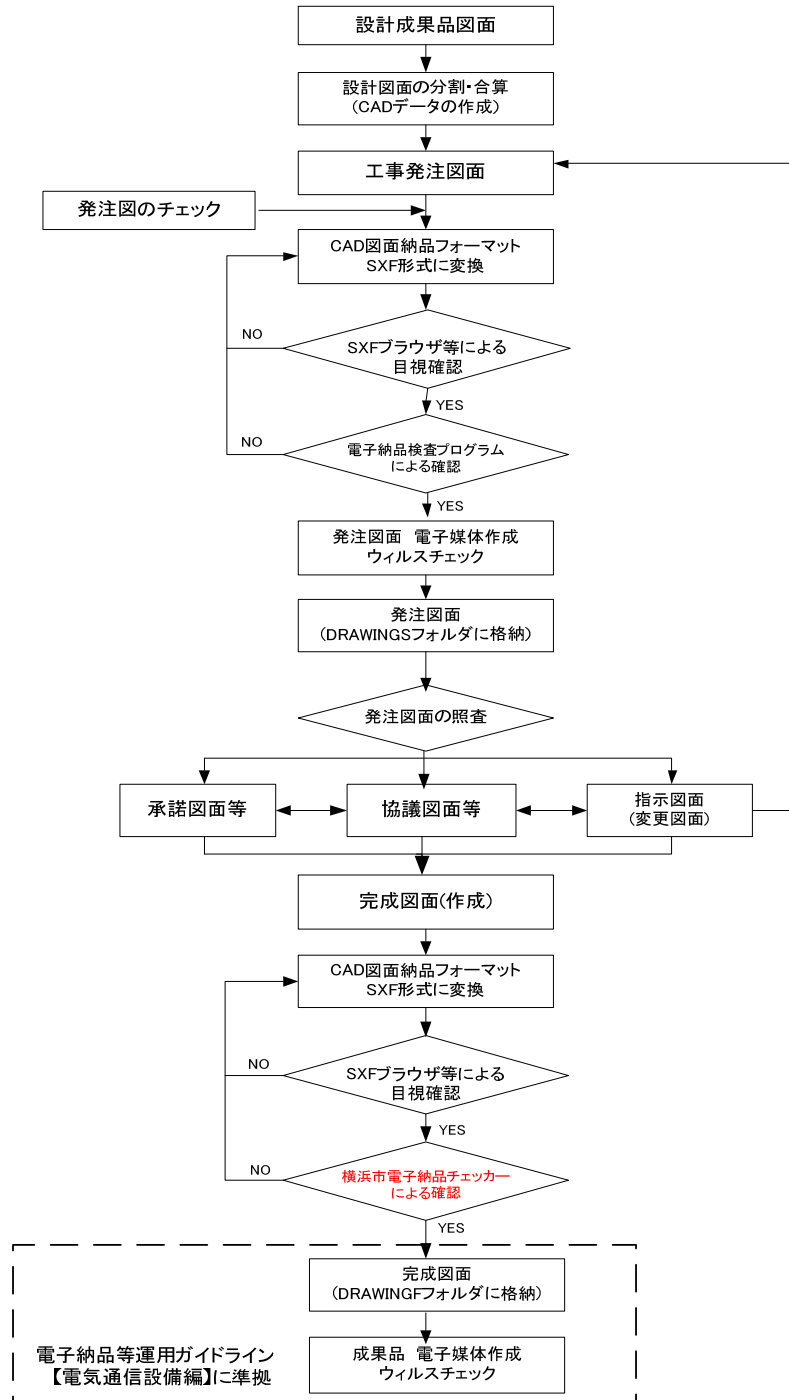 設計成果品図面
設計図面の分割・合算
(CADデータの作成)
工事発注図面
発注図のチェック
CAD図面納品フォーマット
SXF形式に変換
NO
SXFブラウザ等による
目視確認
YES
NO
電子納品検査プログラム
による確認
YES
発注図面 電子媒体作成
ウィルスチェック
発注図面
(DRAWINGSフォルダに格納)
発注図面の照査
承諾図面等
協議図面等
指示図面
(変更図面)
完成図面(作成)
CAD図面納品フォーマット
SXF形式に変換
NO
SXFブラウザ等による
目視確認
YES
NO
横浜市電子納品チェッカー
による確認
YES
完成図面
(DRAWINGFフォルダに格納)
電子納品等運用ガイドライン
【電気通信設備編】に準拠
成果品 電子媒体作成
ウィルスチェック